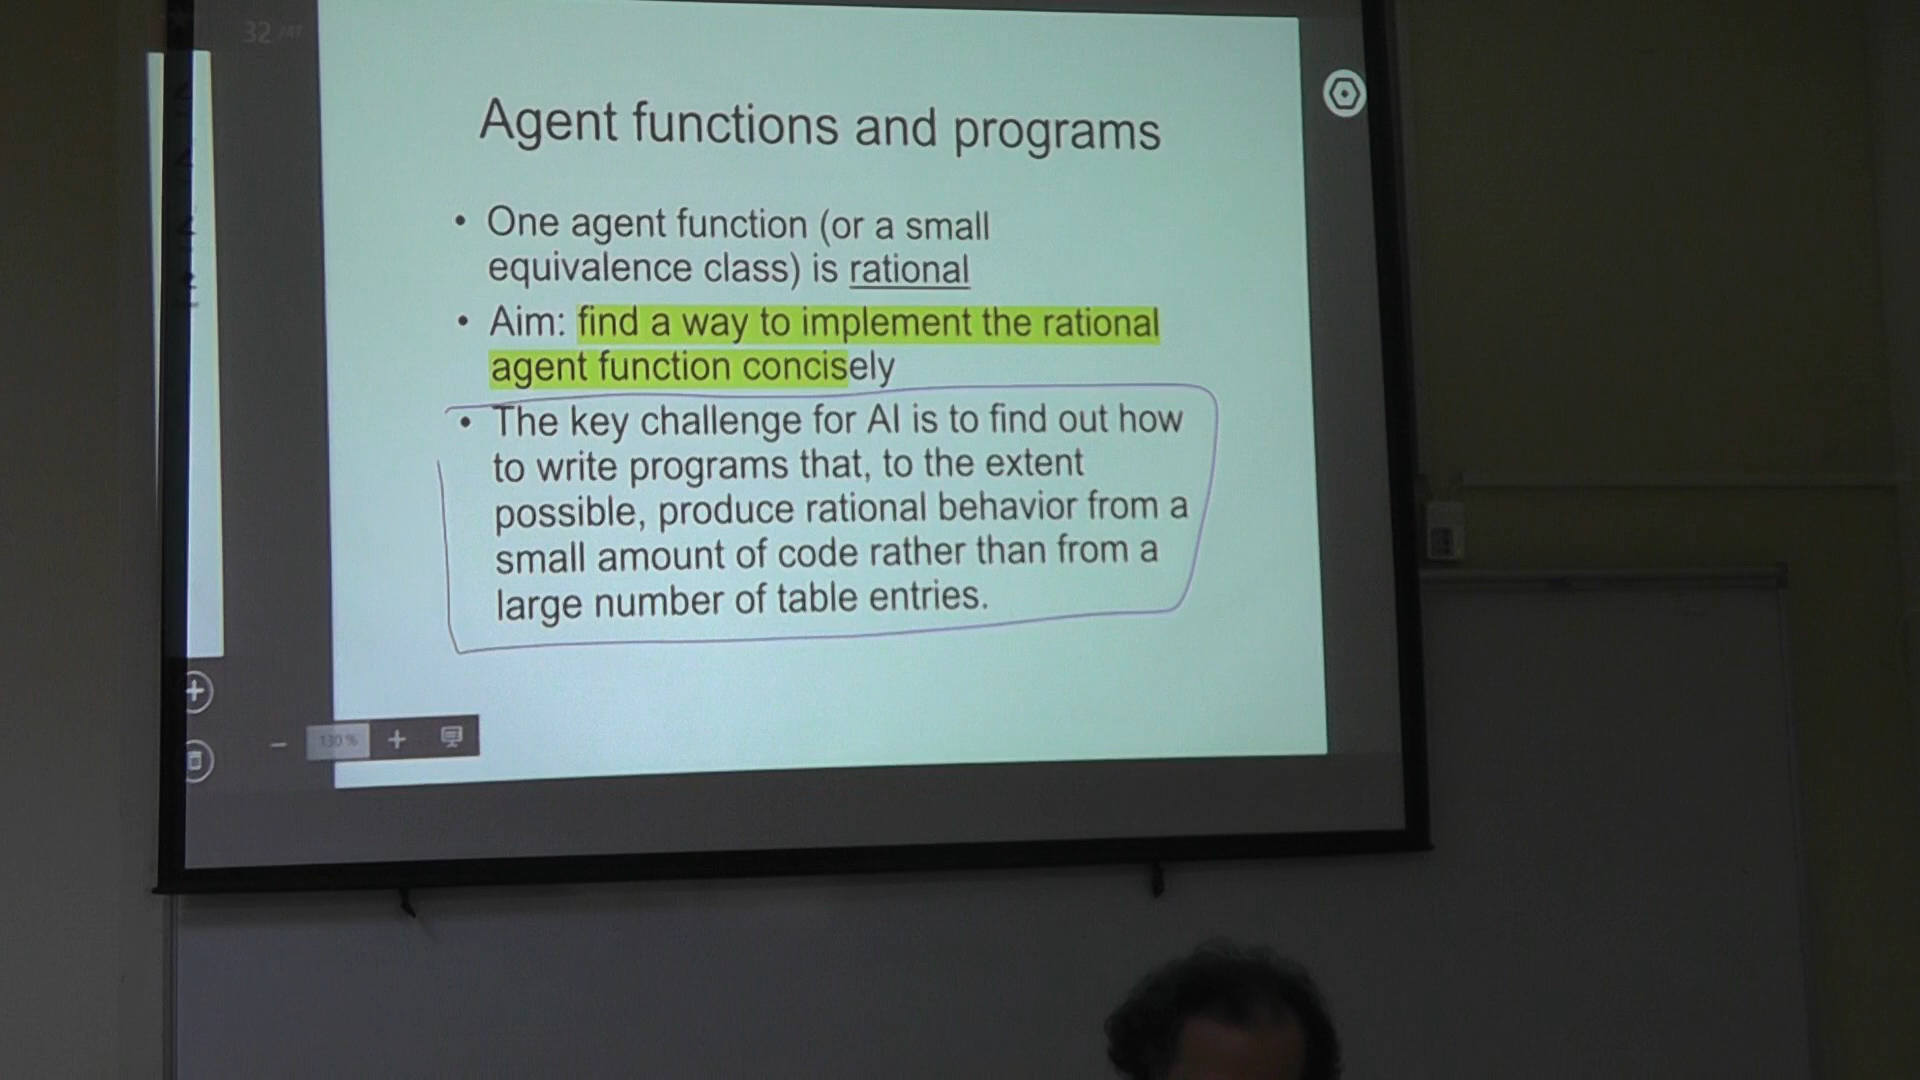 32
Agent functions and programs
• One agent function (or a small
equivalence class) is rational
• Aim: find a way to implement the rational
agent function concisely
• The key challenge for AI is to find out how
to write programs that, to the extent
possible, produce rational behavior from a
small amount of code rather than from a
large number of table entries.
130 %